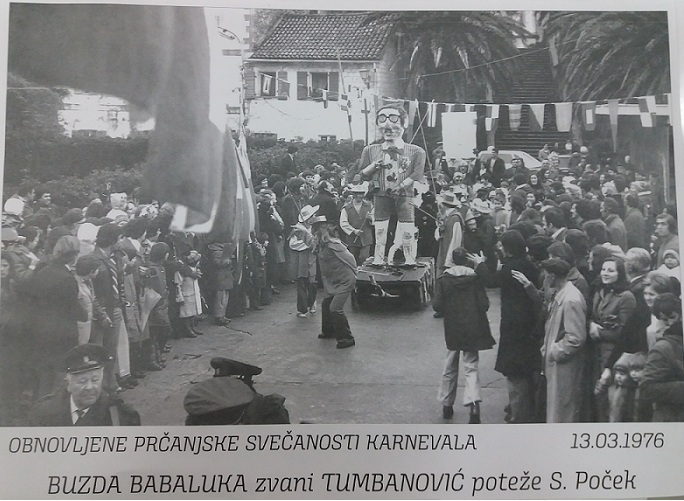 OBNOVLJENE PRČANJSKE SVEČANOSTI KARNEVALA 13.03.1976
BUZDA BABALUKA zvani TUMBANOVIĆ poteže S. Poček